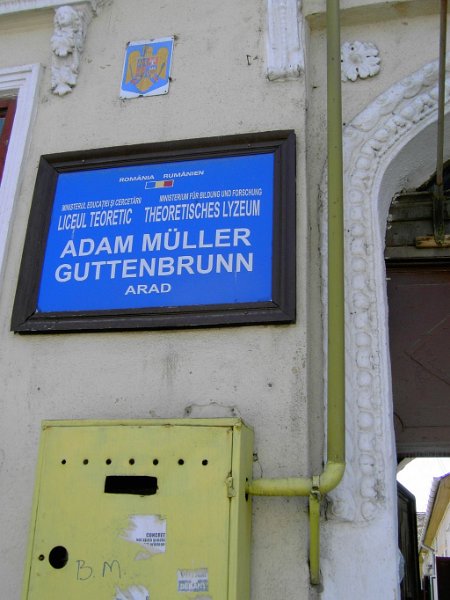 ROMÂNIA RUMÄNIEN
MINISTERUL EDUCAȚIEI ȘI CERCETĂRII MINISTERIUM FÜR BILDUNG UND FORSCHUNG
LICEUL TEORETIC THEORETISCHES LYZEUM
ADAM MÜLLER
GUTTENBRUNN
ARAD
CONCRET
B.M.